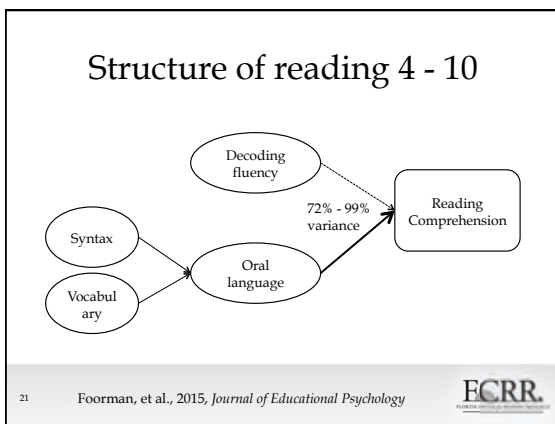 Structure of reading 4 - 10
Decoding
fluency
72% - 99%
variance
Reading
Comprehension
Syntax
Oral
language
Vocabul
ary
21
Foorman, et al., 2015, Journal of Educational Psychology
FCRR.